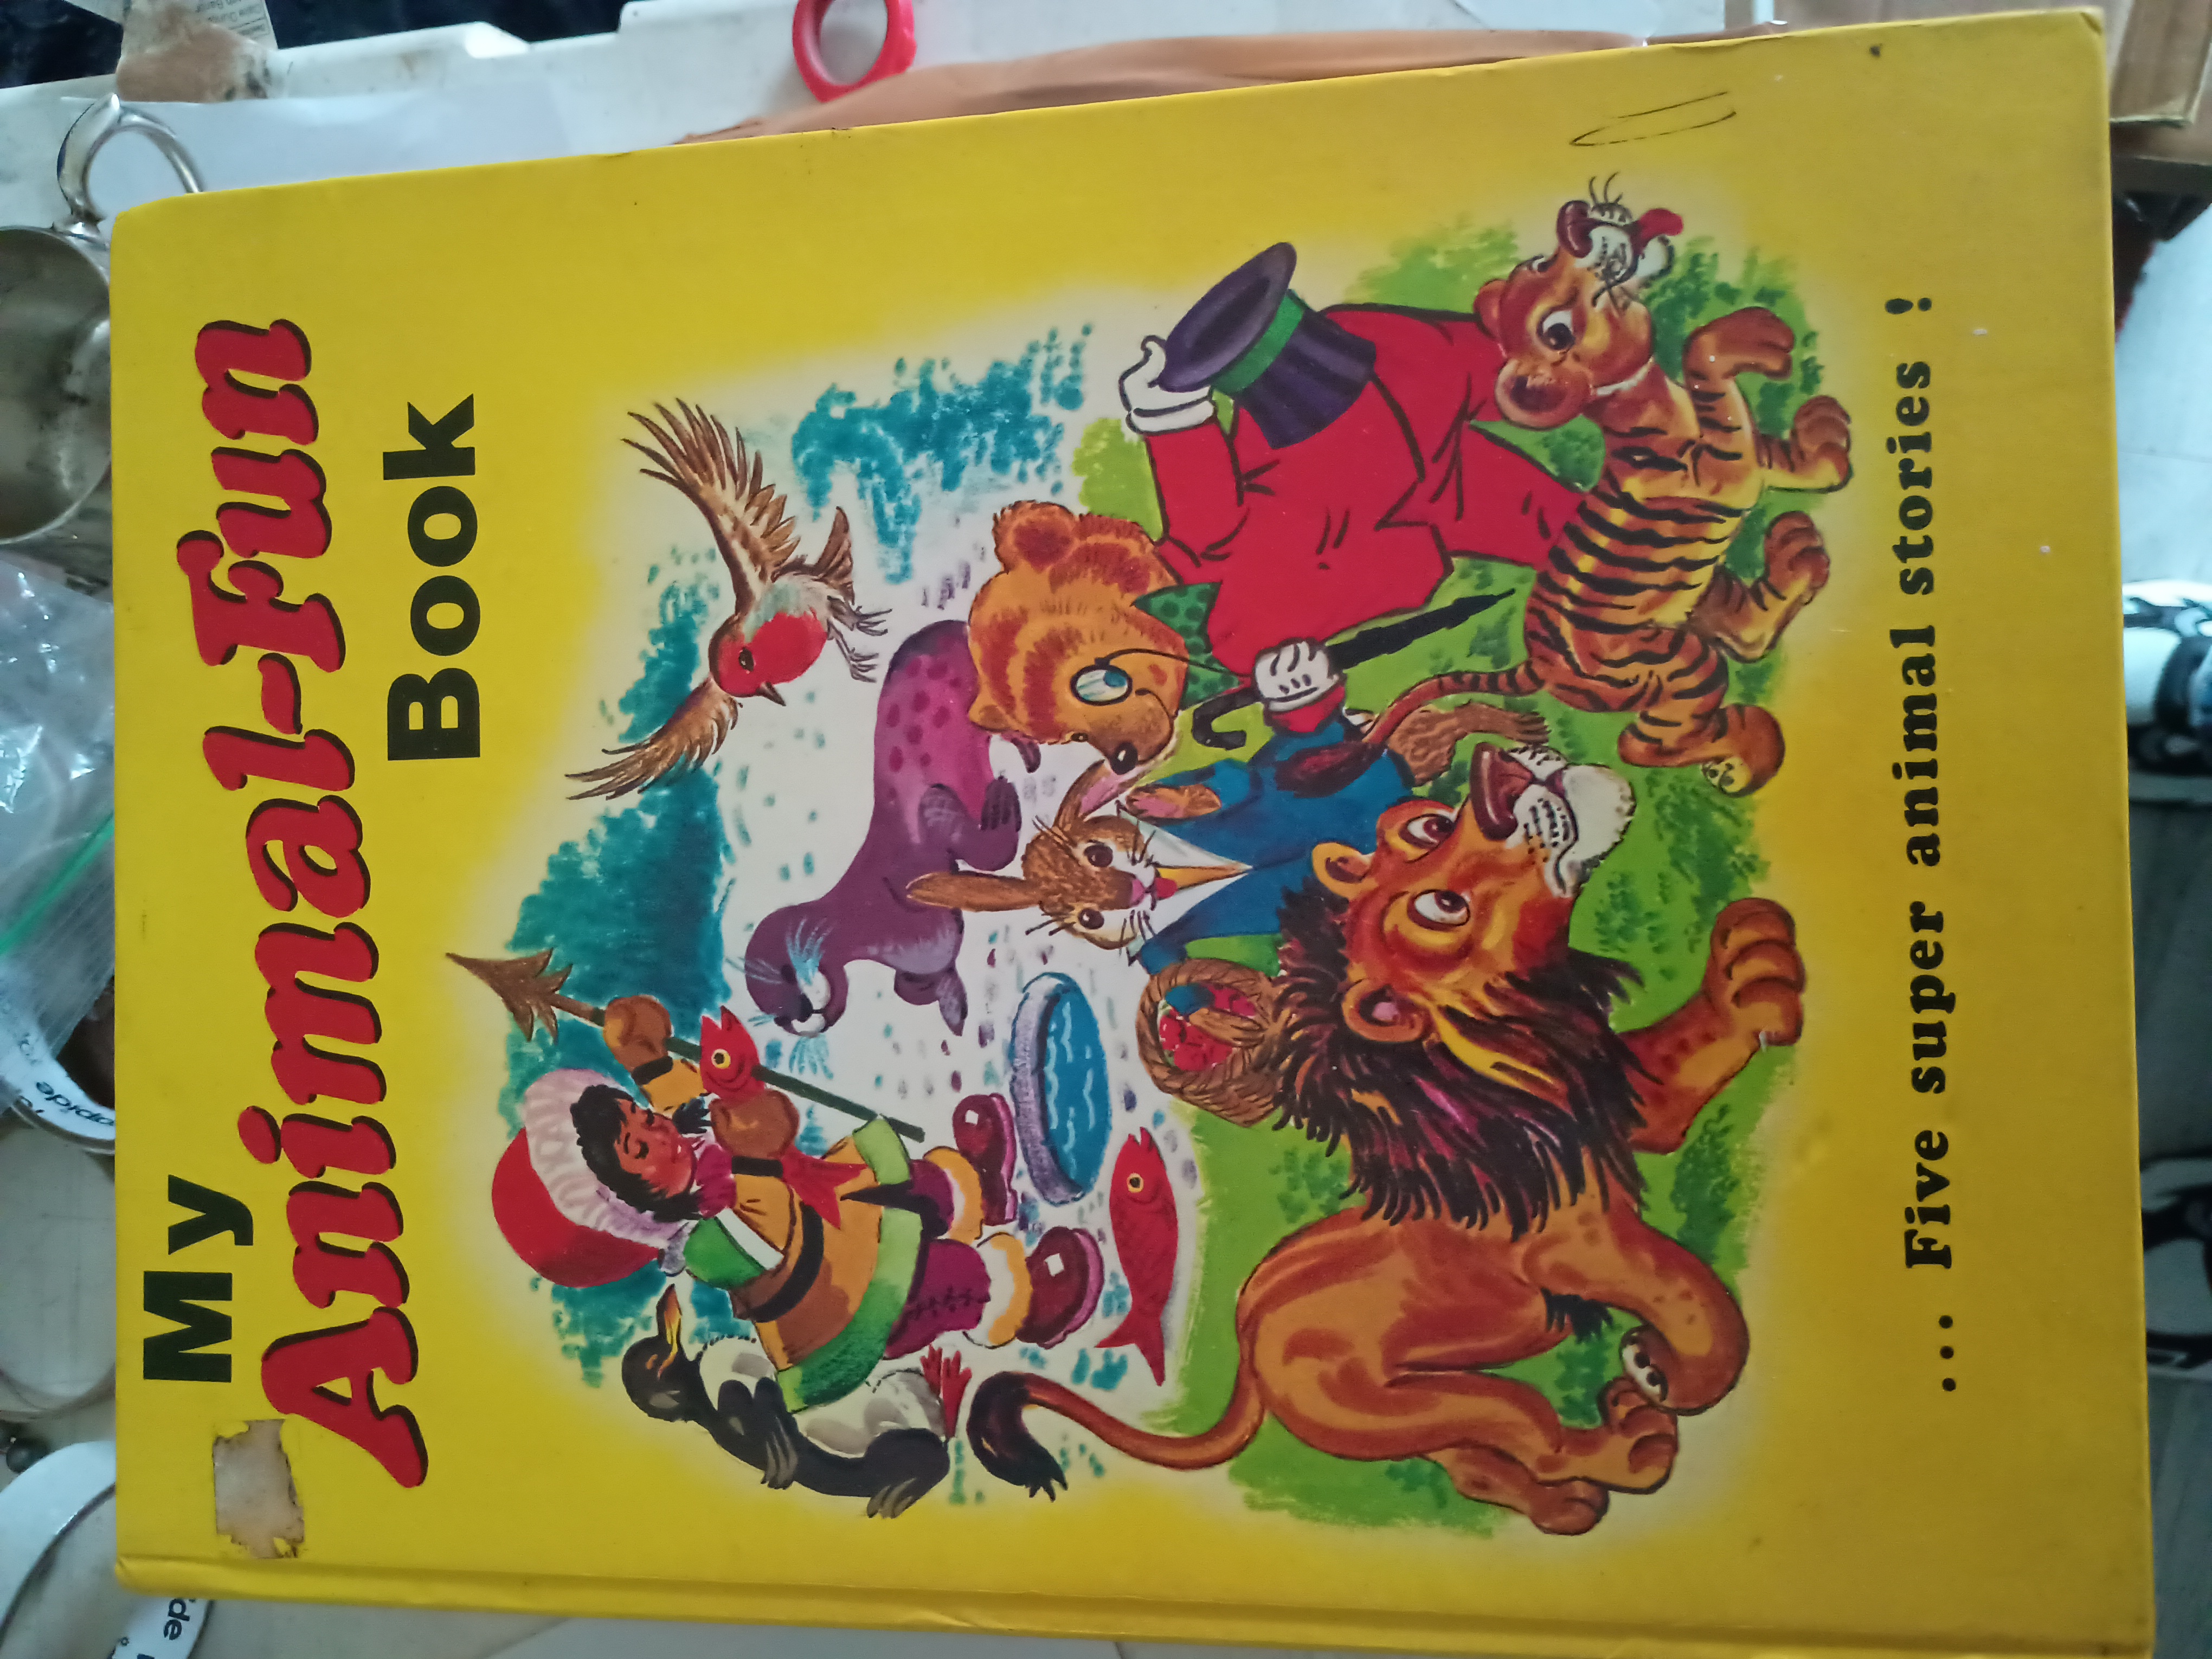 My
Animal-Fun
Book
... Five super animal stories !